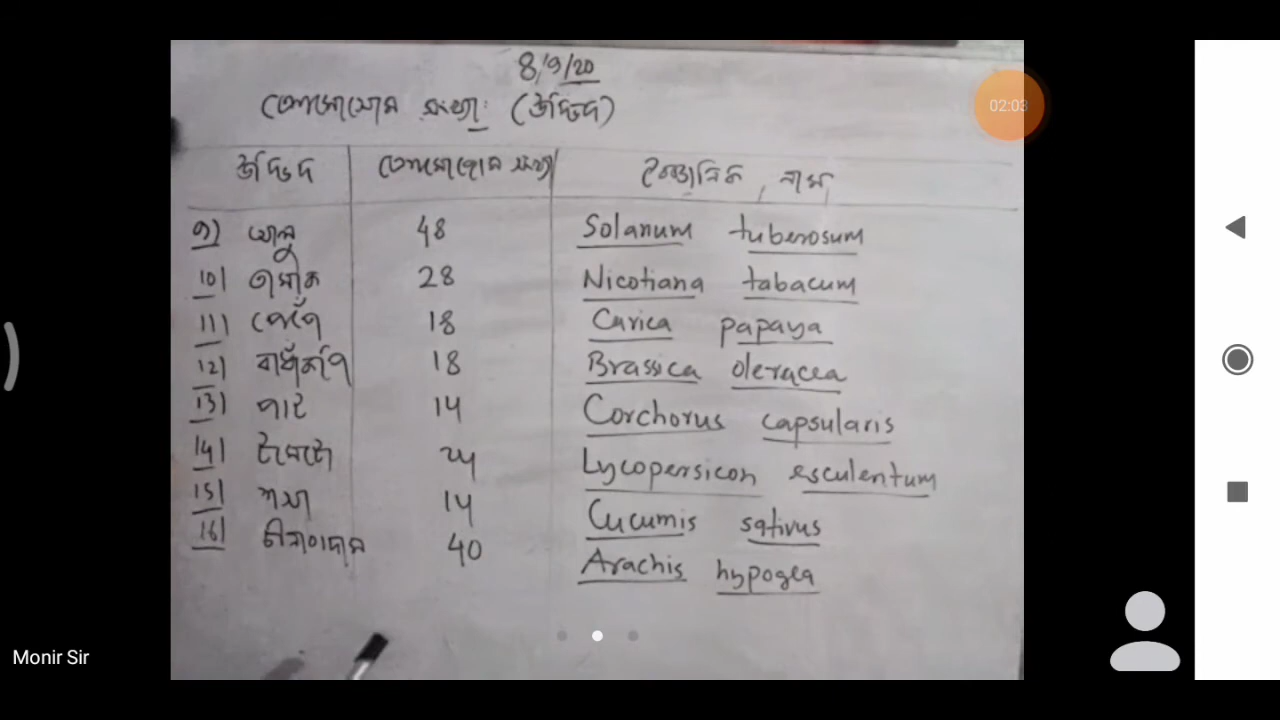 8/9/20
ক্রোমোসোম সংখ্যা: (উদ্ভিদ)
উদ্ভিদ ক্রোমোজোম সংখ্যা বৈজ্ঞানিক নাম
9) আলু 48 Solanum tuberosum
10) তামাক 28 Nicotiana tabacum
11) পেঁপে 18 Carica papaya
12) বাধাঁকপি 18 Brassica oleracea
13) পাট 14 Corchorus capsularis
14) টমেটো 24 Lycopersicon esculentum
15) শসা 14 Cucumis sativus
16) চীনাবাদাম 40 Arachis hypogea
02:03
Monir Sir